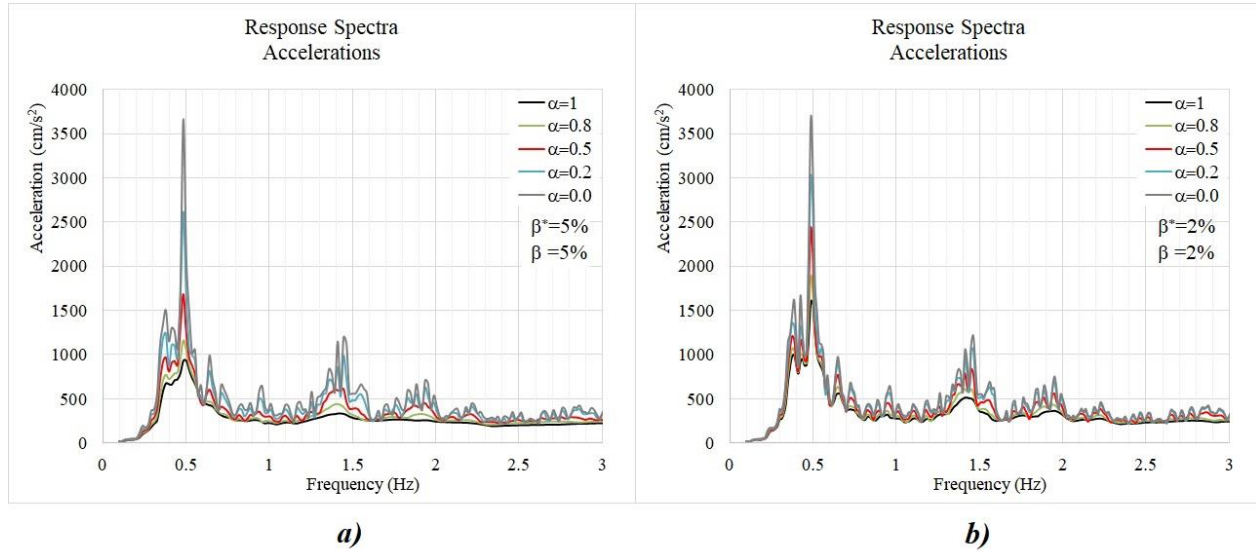 Response Spectra
Accelerations
4000
3500
3000
2500
2000
1500
1000
500
0
Acceleration (cm/s²)
0
0.5
1
1.5
2
2.5
3
Frequency (Hz)
α=1
α=0.8
α=0.5
α=0.2
α=0.0
β*=5%
β =5%
a)
Response Spectra
Accelerations
4000
3500
3000
2500
2000
1500
1000
500
0
Acceleration (cm/s²)
0
0.5
1
1.5
2
2.5
3
Frequency (Hz)
α=1
α=0.8
α=0.5
α=0.2
α=0.0
β*=2%
β =2%
b)